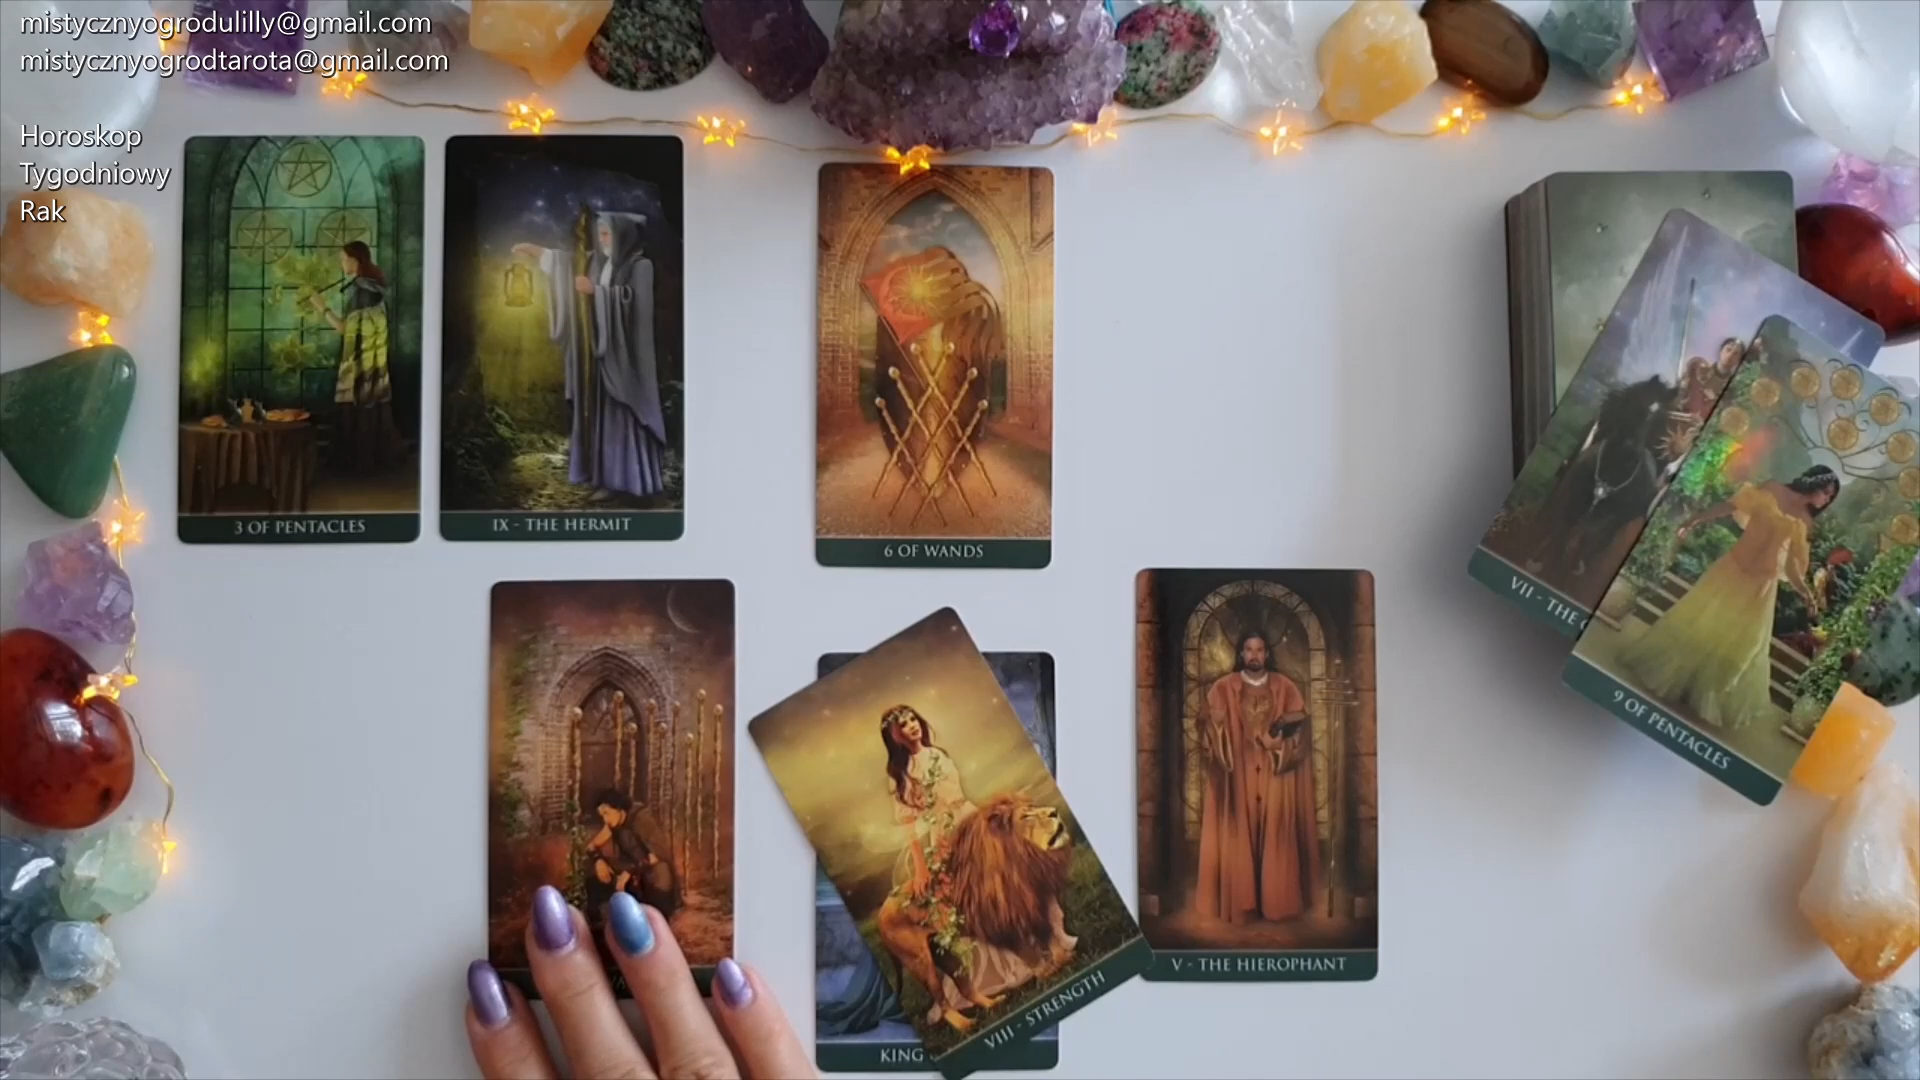 mistycznyogrodulilly@gmail.com
mistycznyogrodtarota@gmail.com
Horoskop
Tygodniowy
Rak
3 OF PENTACLES
IX - THE HERMIT
6 OF WANDS
VII - THE
9 OF PENTACLES
V - THE HIEROPHANT
VIII - STRENGTH
KING